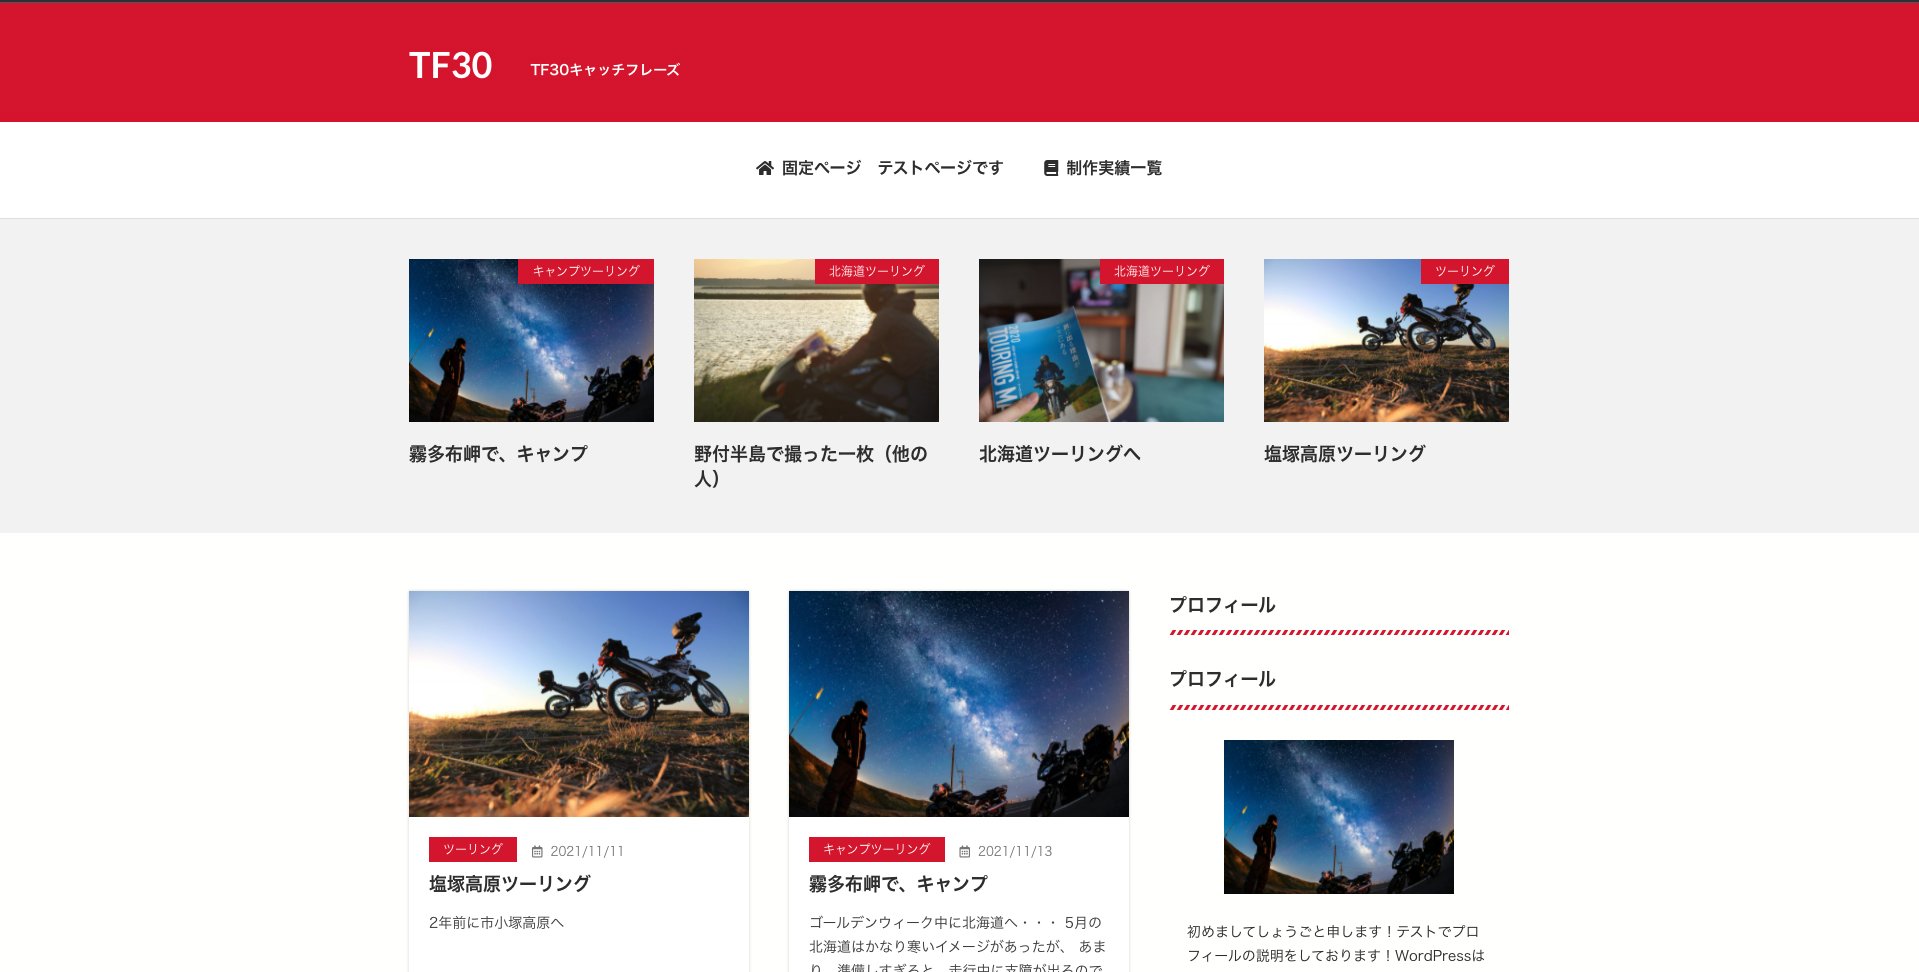 TF30
TF30キャッチフレーズ
固定ページ　テストページです
制作実績一覧
キャンプツーリング
北海道ツーリング
北海道ツーリング
ツーリング
2020
TOURING MA
霧多布岬で、キャンプ
野付半島で撮った一枚（他の
人）
北海道ツーリングへ
塩塚高原ツーリング
ツーリング
2021/11/11
塩塚高原ツーリング
2年前に市小塚高原へ
キャンプツーリング
2021/11/13
霧多布岬で、キャンプ
ゴールデンウィーク中に北海道へ・・・ 5月の
北海道はかなり寒いイメージがあったが、 あま
り、準備しすぎると、走行中に支障が出るので
プロフィール
プロフィール
初めましてしょうごと申します！テストでプロ
フィールの説明をしております！WordPressは